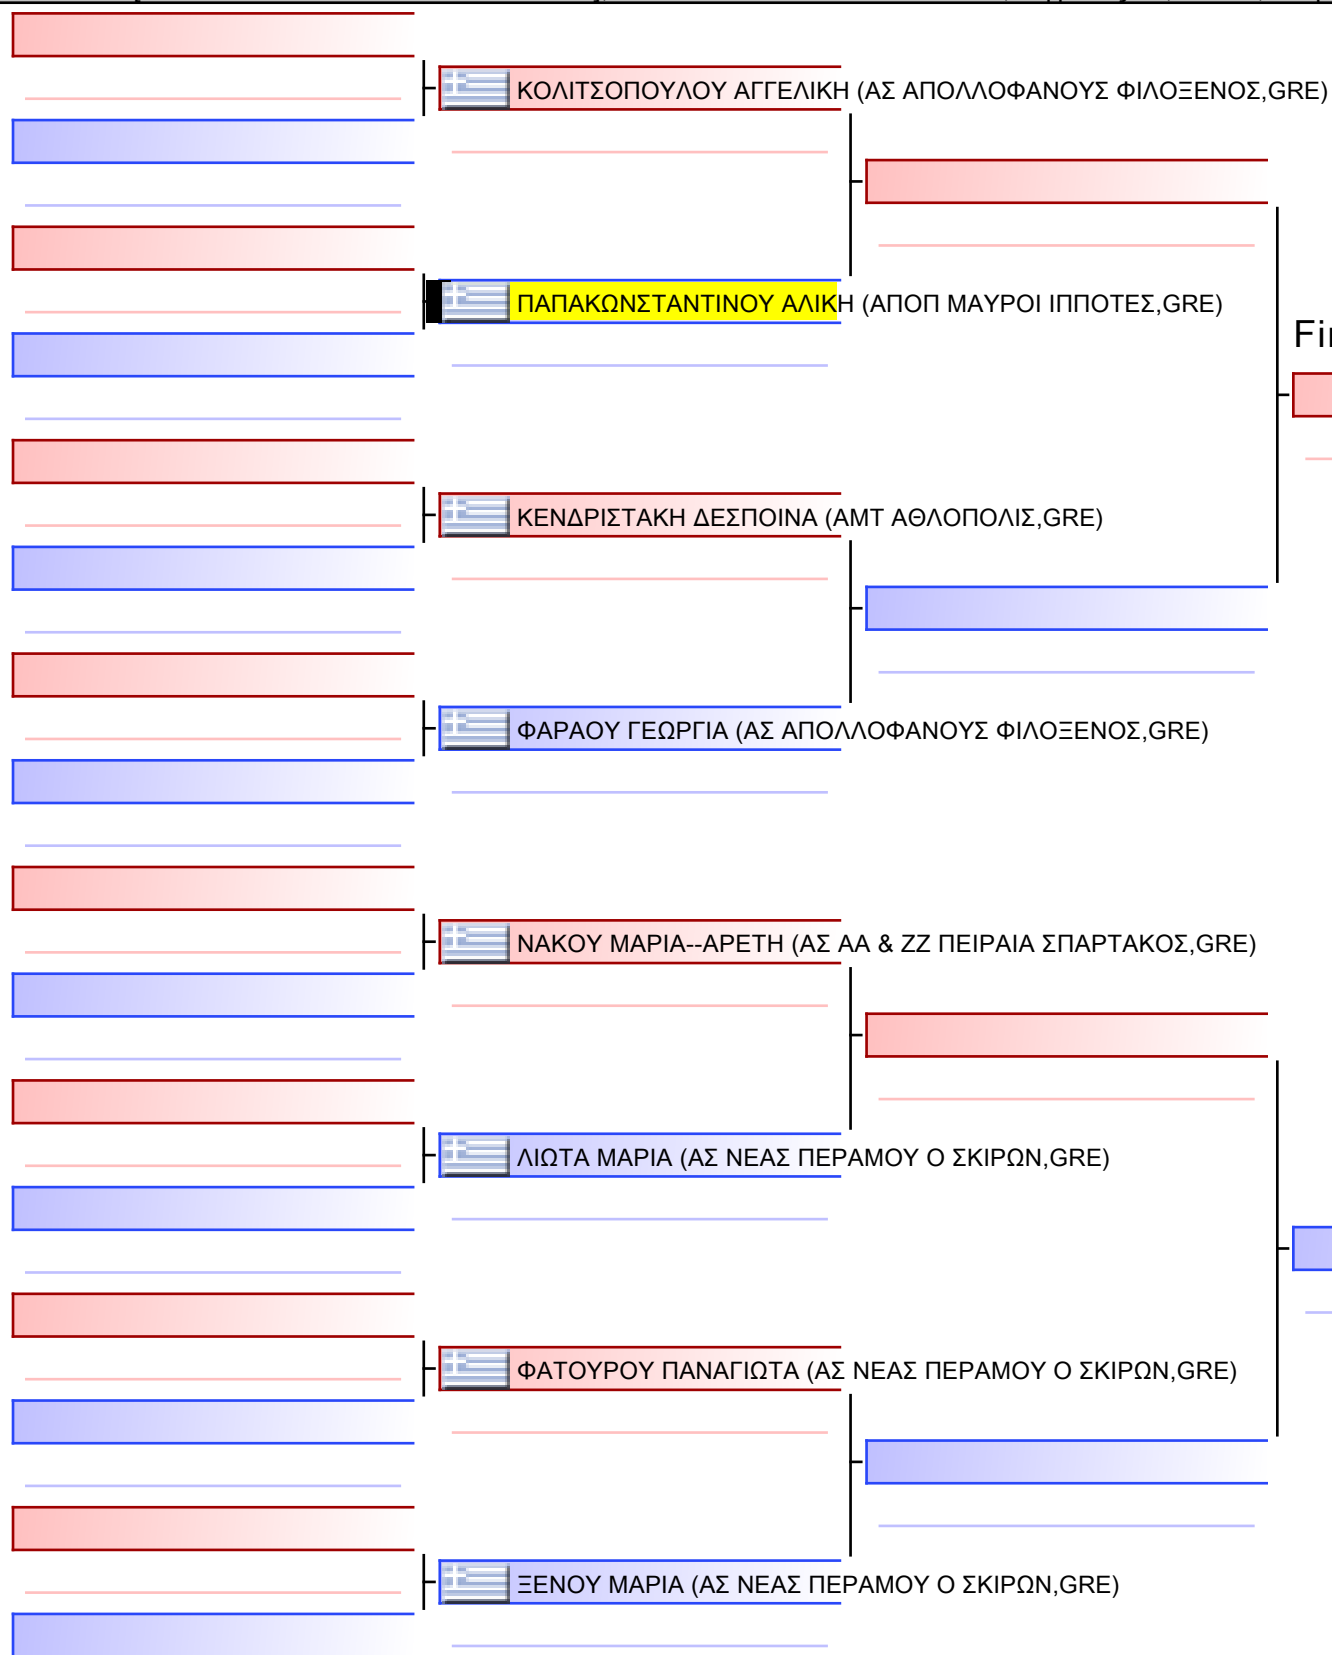 ΚΟΛΙΤΣΟΠΟΥΛΟΥ ΑΓΓΕΛΙΚΗ (ΑΣ ΑΠΟΛΛΟΦΑΝΟΥΣ ΦΙΛΟΞΕΝΟΣ,GRE)
ΠΑΠΑΚΩΝΣΤΑΝΤΙΝΟΥ ΑΛΙΚΗ (ΑΠΟΠ ΜΑΥΡΟΙ ΙΠΠΟΤΕΣ,GRE)
ΚΕΝΔΡΙΣΤΑΚΗ ΔΕΣΠΟΙΝΑ (ΑΜΤ ΑΘΛΟΠΟΛΙΣ,GRE)
ΦΑΡΑΟΥ ΓΕΩΡΓΙΑ (ΑΣ ΑΠΟΛΛΟΦΑΝΟΥΣ ΦΙΛΟΞΕΝΟΣ,GRE)
ΝΑΚΟΥ ΜΑΡΙΑ--ΑΡΕΤΗ (ΑΣ ΑΑ & ΖΖ ΠΕΙΡΑΙΑ ΣΠΑΡΤΑΚΟΣ,GRE)
ΛΙΩΤΑ ΜΑΡΙΑ (ΑΣ ΝΕΑΣ ΠΕΡΑΜΟΥ Ο ΣΚΙΡΩΝ,GRE)
ΦΑΤΟΥΡΟΥ ΠΑΝΑΓΙΩΤΑ (ΑΣ ΝΕΑΣ ΠΕΡΑΜΟΥ Ο ΣΚΙΡΩΝ,GRE)
ΞΕΝΟΥ ΜΑΡΙΑ (ΑΣ ΝΕΑΣ ΠΕΡΑΜΟΥ Ο ΣΚΙΡΩΝ,GRE)